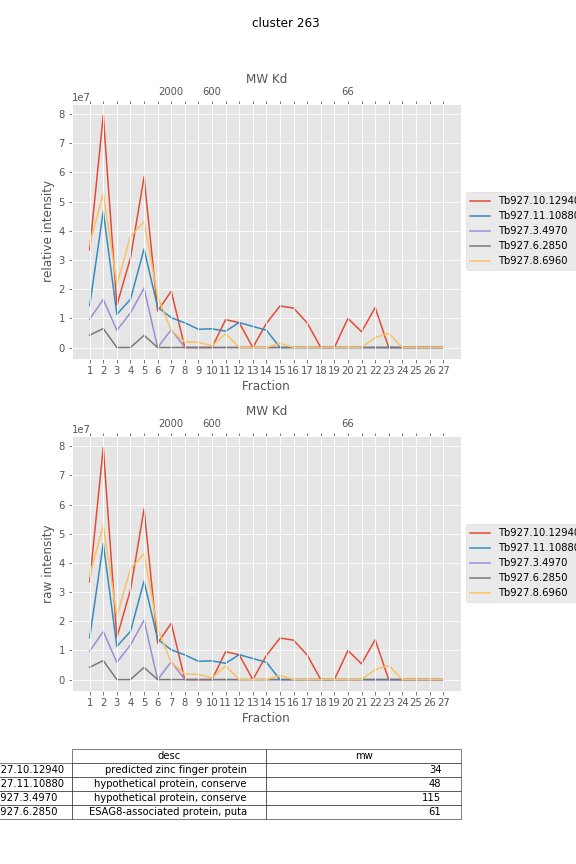 cluster 263
MW Kd
2000 600 66
1e7
8
7
6
5
4
3
2
1
0
relative intensity
1 2 3 4 5 6 7 8 9 10 11 12 13 14 15 16 17 18 19 20 21 22 23 24 25 26 27
Fraction
Tb927.10.12940
Tb927.11.10880
Tb927.3.4970
Tb927.6.2850
Tb927.8.6960
MW Kd
2000 600 66
1e7
8
7
6
5
4
3
2
1
0
raw intensity
1 2 3 4 5 6 7 8 9 10 11 12 13 14 15 16 17 18 19 20 21 22 23 24 25 26 27
Fraction
Tb927.10.12940
Tb927.11.10880
Tb927.3.4970
Tb927.6.2850
Tb927.8.6960
desc mw
27.10.12940 predicted zinc finger protein 34
27.11.10880 hypothetical protein, conserve 48
927.3.4970 hypothetical protein, conserve 115
927.6.2850 ESAG8-associated protein, puta 61